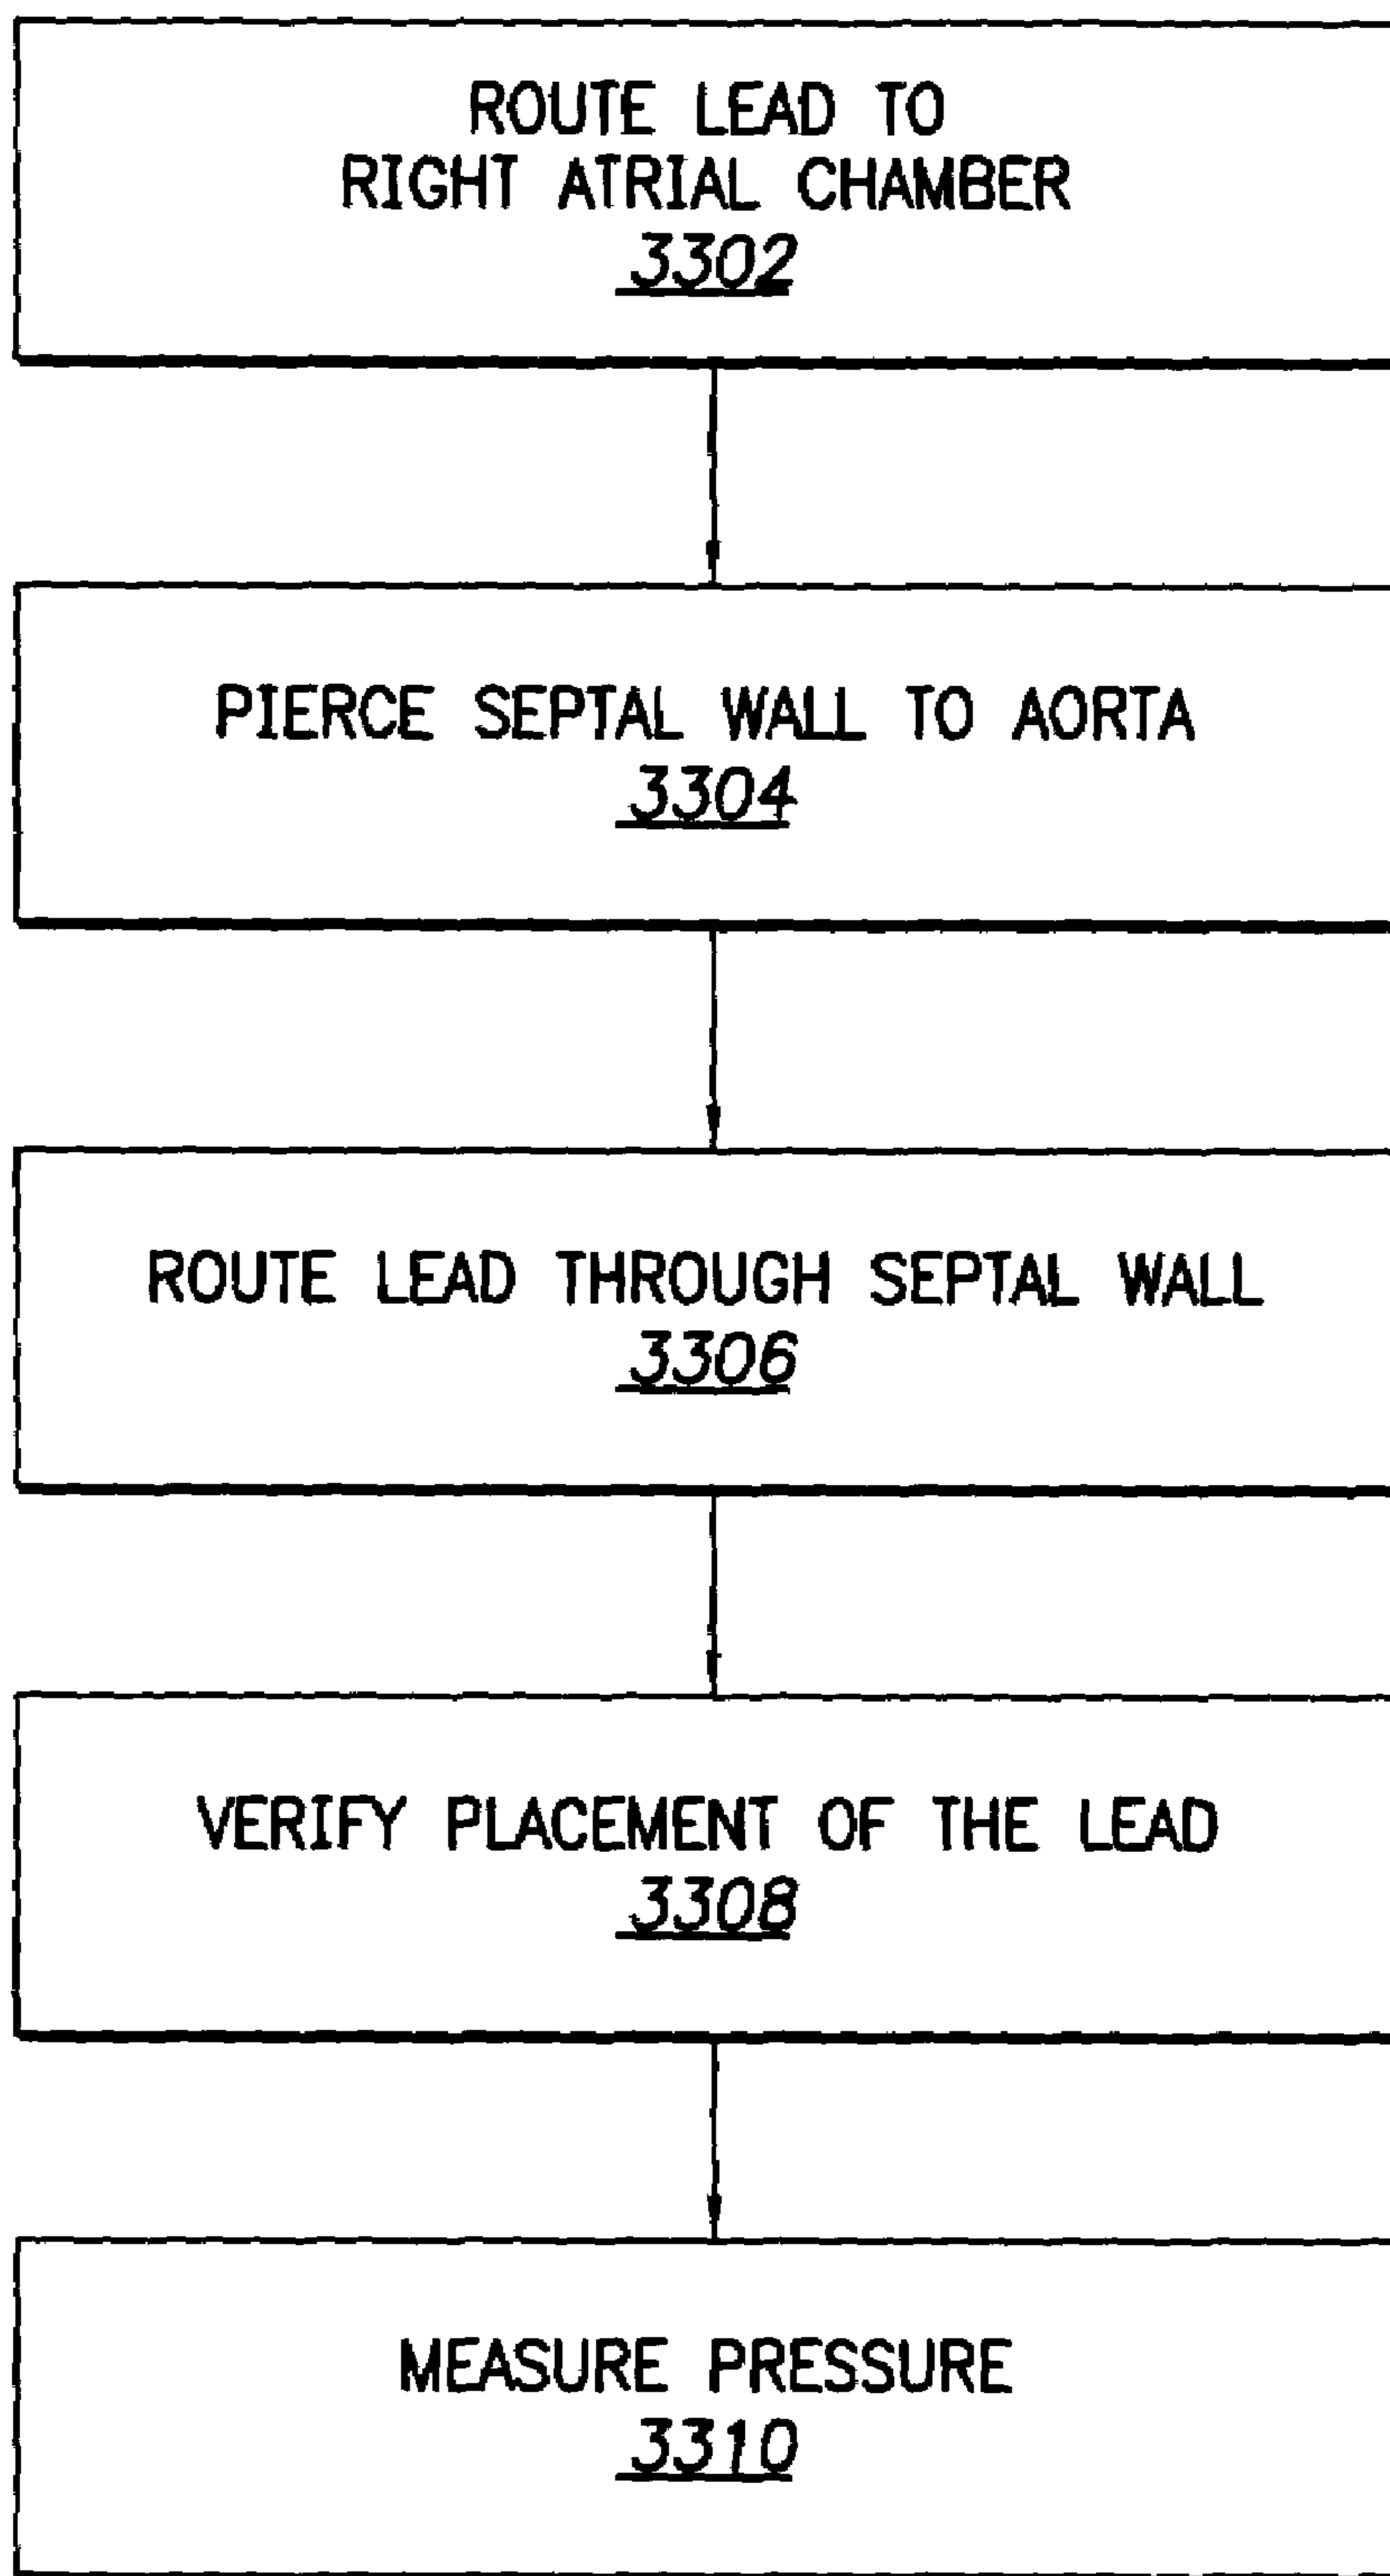 ROUTE LEAD TO
RIGHT ATRIAL CHAMBER
3302
PIERCE SEPTAL WALL TO AORTA
3304
ROUTE LEAD THROUGH SEPTAL WALL
3306
VERIFY PLACEMENT OF THE LEAD
3308
MEASURE PRESSURE
3310